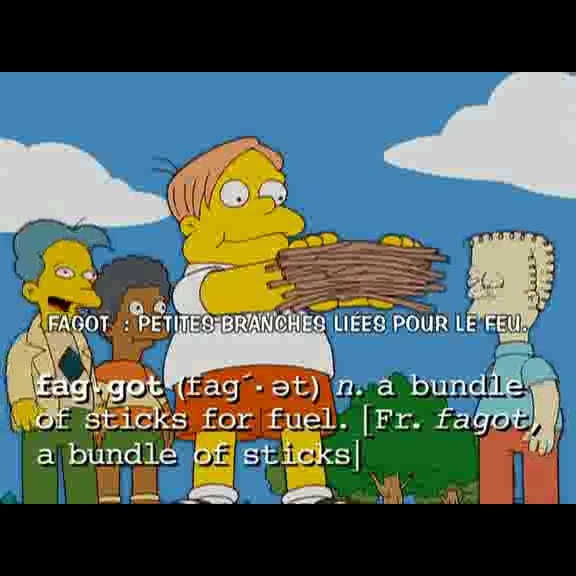 FAGOT : PETITES BRANCHES LIÉES POUR LE FEU.
fag·got (fag´·ət) n. a bundle
of sticks for fuel. [Fr. fagot,
a bundle of sticks]